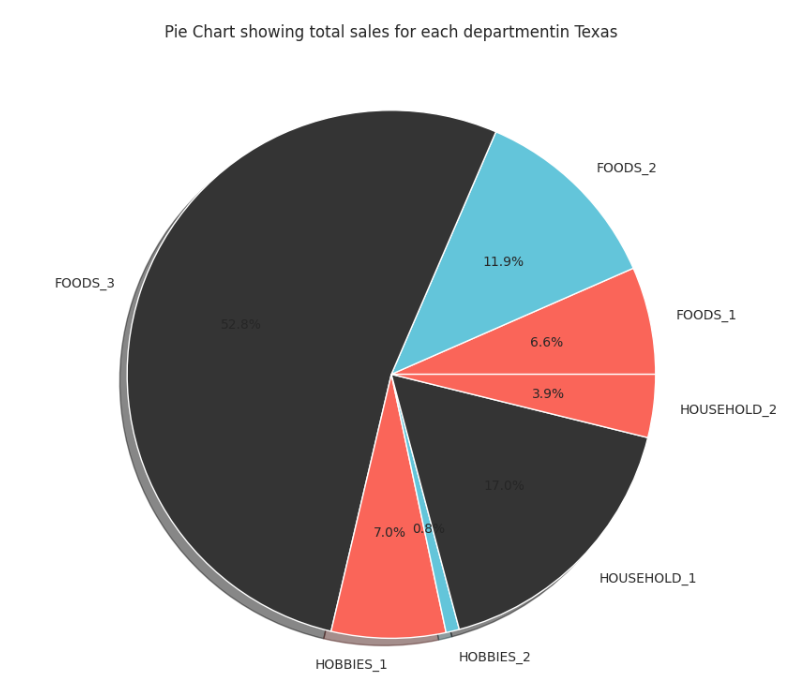 Pie Chart showing total sales for each departmentin Texas
FOODS_2
11.9%
FOODS_3
52.8%
FOODS_1
6.6%
3.9%
HOUSEHOLD_2
17.0%
7.0%
0.8%
HOUSEHOLD_1
HOBBIES_2
HOBBIES_1